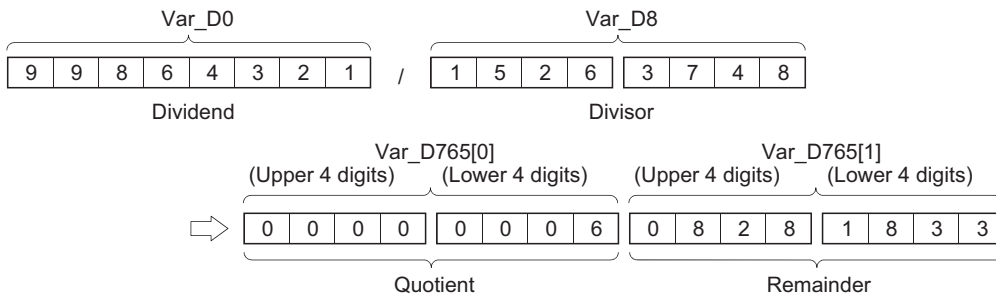 Var_D0 Var_D8
9 9 8 6 4 3 2 1 / 1 5 2 6 3 7 4 8
Dividend Divisor
Var_D765[0] Var_D765[1]
(Upper 4 digits) (Lower 4 digits) (Upper 4 digits) (Lower 4 digits)
0 0 0 0 0 0 0 6 0 8 2 8 1 8 3 3
Quotient Remainder